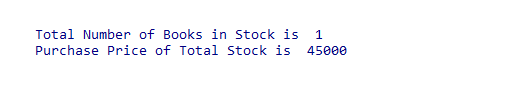 Total Number of Books in Stock is  1
Purchase Price of Total Stock is  45000